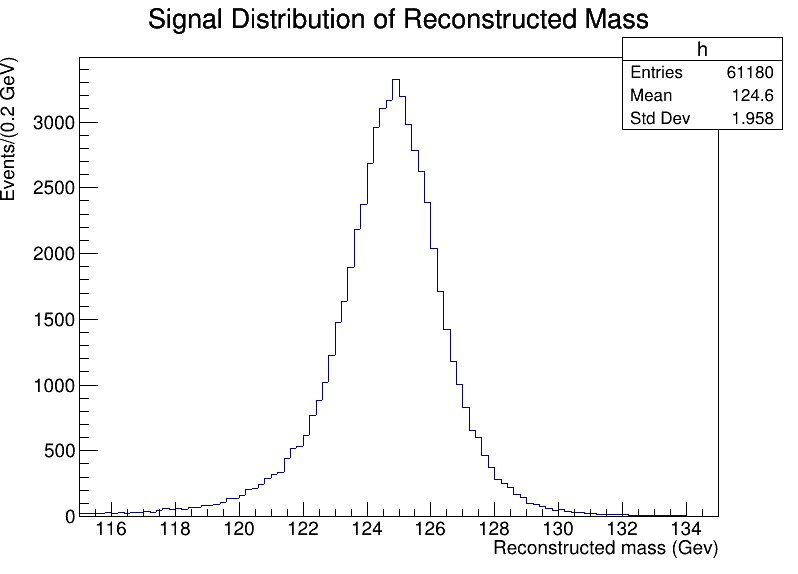 Signal Distribution of Reconstructed Mass
h
Entries 61180
Mean 124.6
Std Dev 1.958
Events/(0.2 GeV)
3000
2500
2000
1500
1000
500
0
116 118 120 122 124 126 128 130 132 134
Reconstructed mass (Gev)